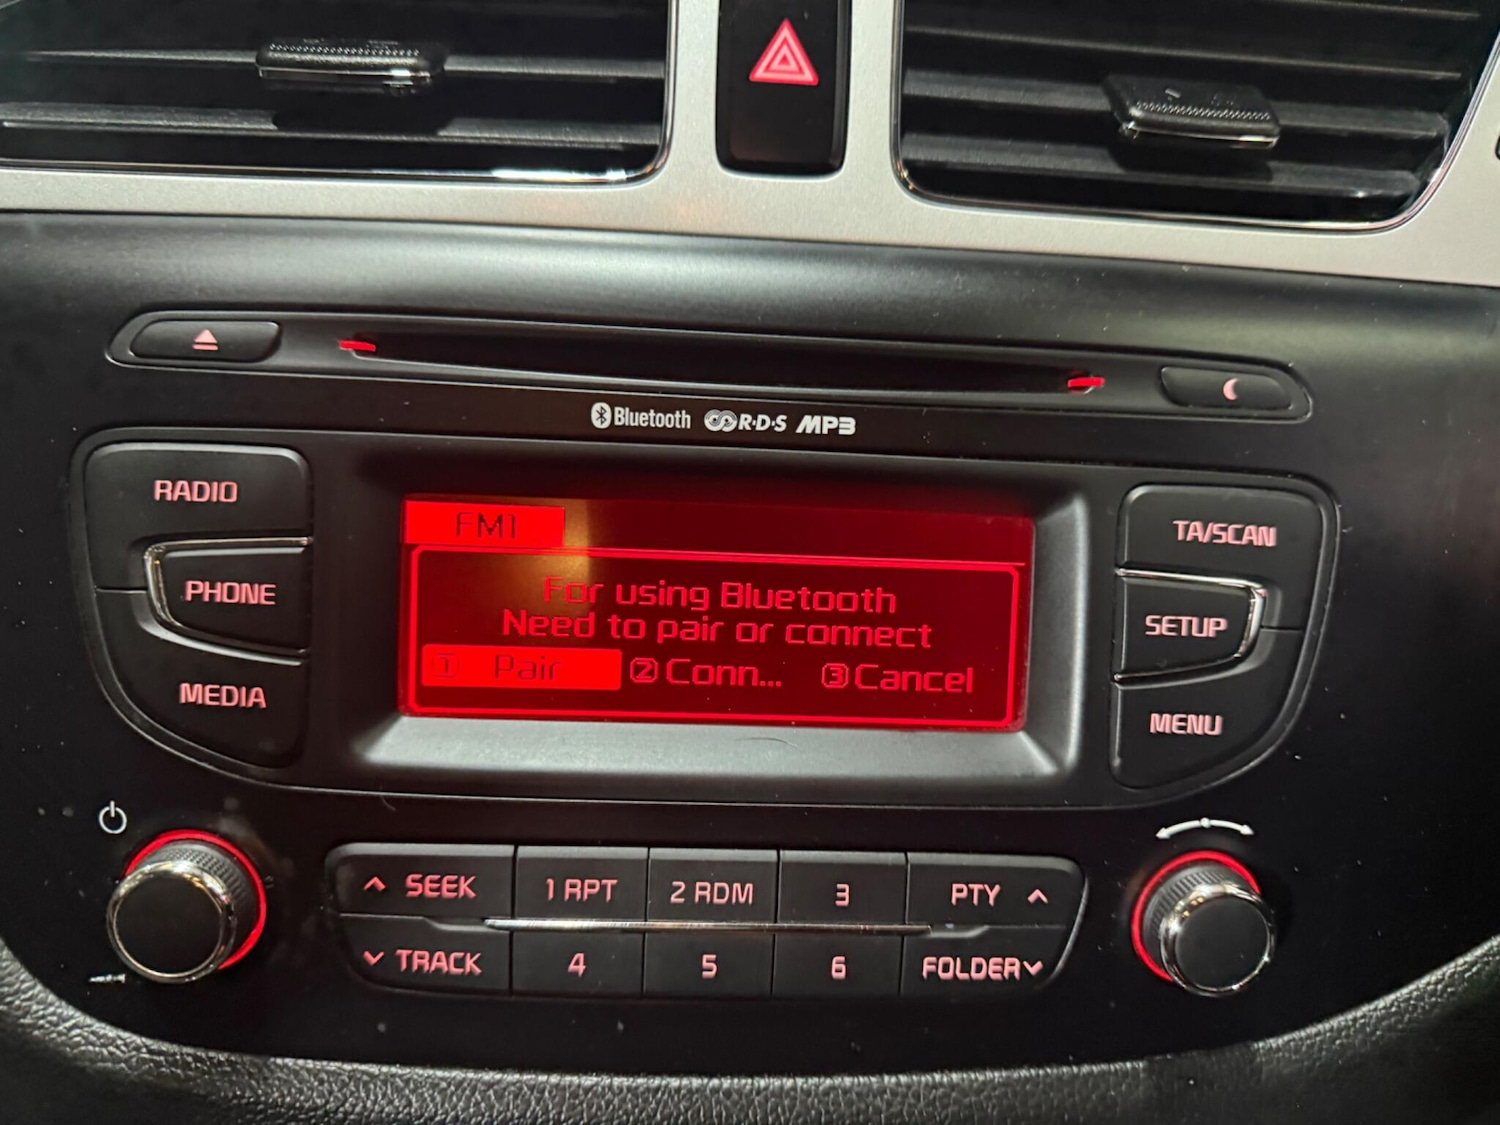 Bluetooth R·D·S MP3
RADIO
PHONE
MEDIA
FM1
For using Bluetooth
Need to pair or connect
1 Pair 2 Conn... 3 Cancel
TA/SCAN
SETUP
MENU
SEEK 1 RPT 2 RDM 3 PTY
TRACK 4 5 6 FOLDER